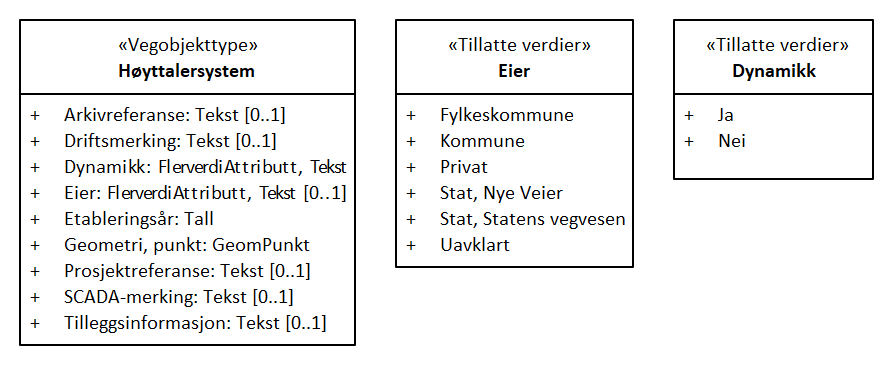 «Vegobjekttype»
Høyttalersystem
+ Arkivreferanse: Tekst [0..1]
+ Driftsmerking: Tekst [0..1]
+ Dynamikk: FlerverdiAttributt, Tekst
+ Eier: FlerverdiAttributt, Tekst [0..1]
+ Etableringsår: Tall
+ Geometri, punkt: GeomPunkt
+ Prosjektreferanse: Tekst [0..1]
+ SCADA-merking: Tekst [0..1]
+ Tilleggsinformasjon: Tekst [0..1]
«Tillatte verdier»
Eier
+ Fylkeskommune
+ Kommune
+ Privat
+ Stat, Nye Veier
+ Stat, Statens vegvesen
+ Uavklart
«Tillatte verdier»
Dynamikk
+ Ja
+ Nei